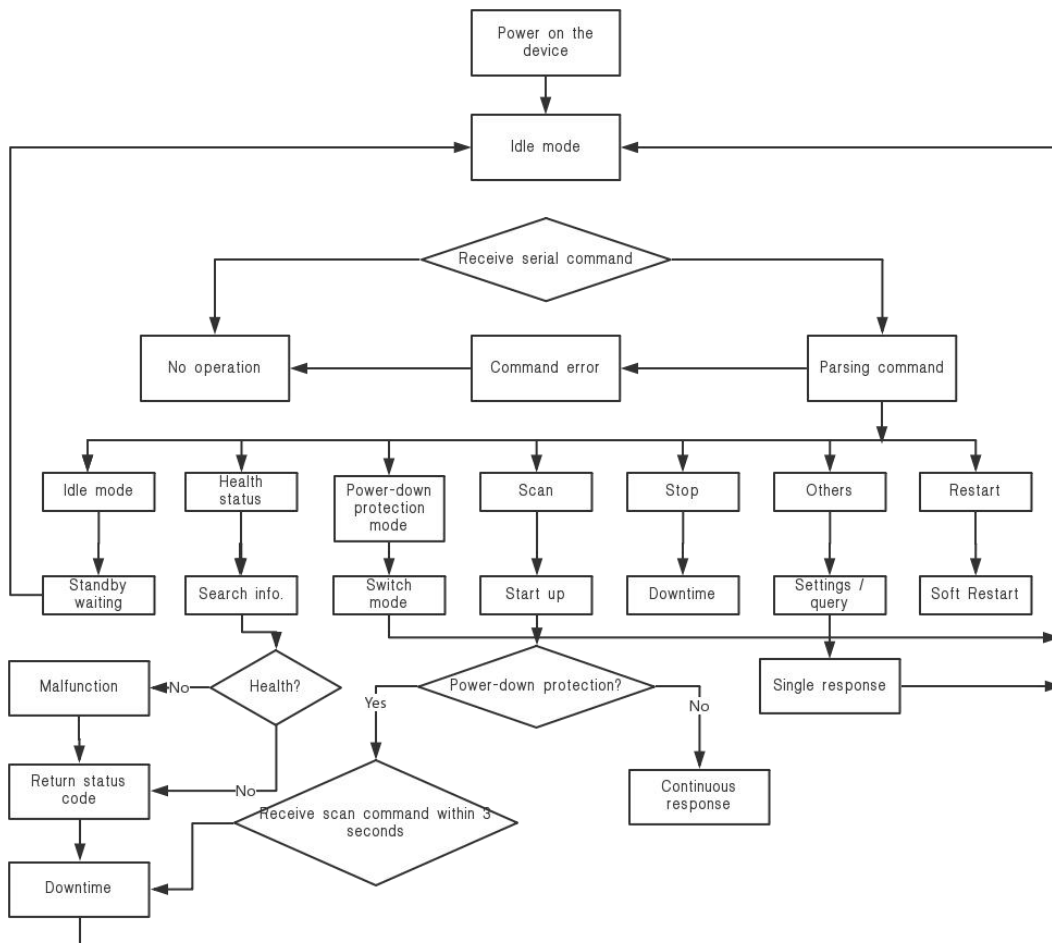 Power on the
device
Idle mode
Receive serial command
No operation
Command error
Parsing command
Idle mode
Health
status
Power-down
protection
mode
Scan
Stop
Others
Restart
Standby
waiting
Search info.
Switch
mode
Start up
Downtime
Settings /
query
Soft Restart
Malfunction
No
Health?
Power-down protection?
Single response
Yes
No
Return status
code
No
Receive scan command within 3
seconds
Continuous
response
Downtime